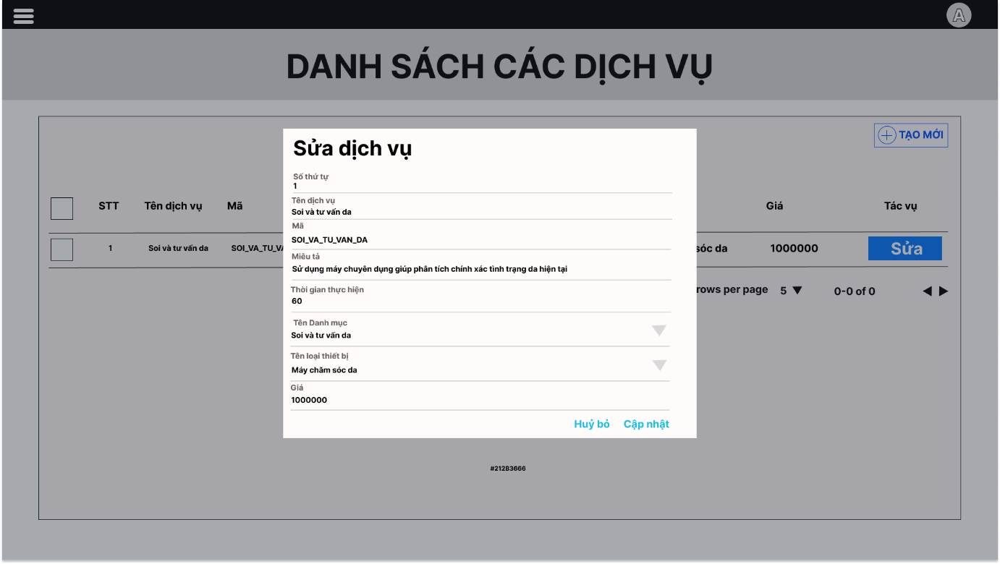 A
DANH SÁCH CÁC DỊCH VỤ
TẠO MỚI
Sửa dịch vụ
Số thứ tự
1
Tên dịch vụ
Soi và tư vấn da
Mã
SOI_VA_TU_VAN_DA
Miêu tả
Sử dụng máy chuyên dụng giúp phân tích chính xác tình trạng da hiện tại
Thời gian thực hiện
60
Tên Danh mục
Soi và tư vấn da
Tên loại thiết bị
Máy chăm sóc da
Giá
1000000
Huỷ bỏ Cập nhật
STT Tên dịch vụ Mã Giá Tác vụ
1 Soi và tư vấn da SOI_VA_TU_VA sóc da 1000000 Sửa
rows per page 5 0-0 of 0
#212B3666